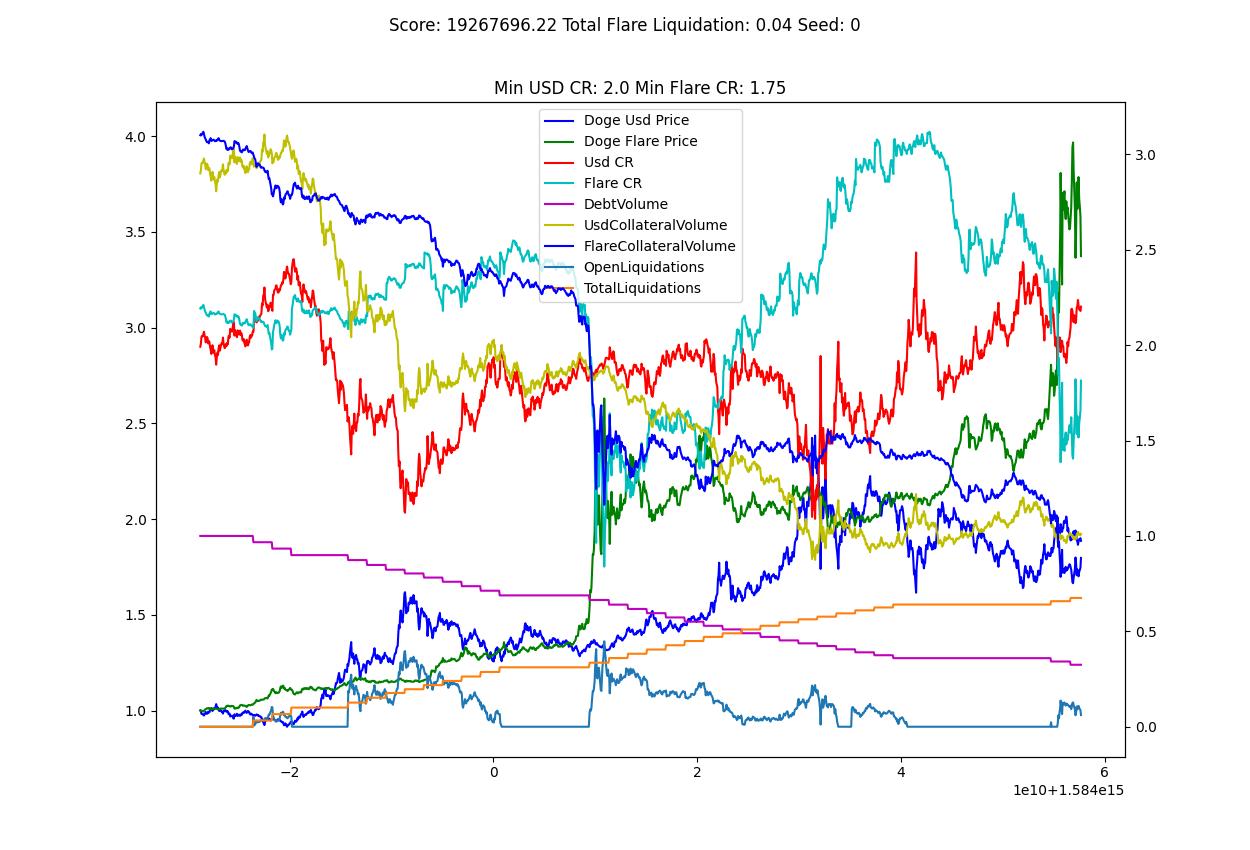 Score: 19267696.22 Total Flare Liquidation: 0.04 Seed: 0
Min USD CR: 2.0 Min Flare CR: 1.75
Doge Usd Price
Doge Flare Price
Usd CR
Flare CR
DebtVolume
UsdCollateralVolume
FlareCollateralVolume
OpenLiquidations
TotalLiquidations
4.0
3.5
3.0
2.5
2.0
1.5
1.0
3.0
2.5
2.0
1.5
1.0
0.5
0.0
−2
0
2
4
6
1e10+1.584e15